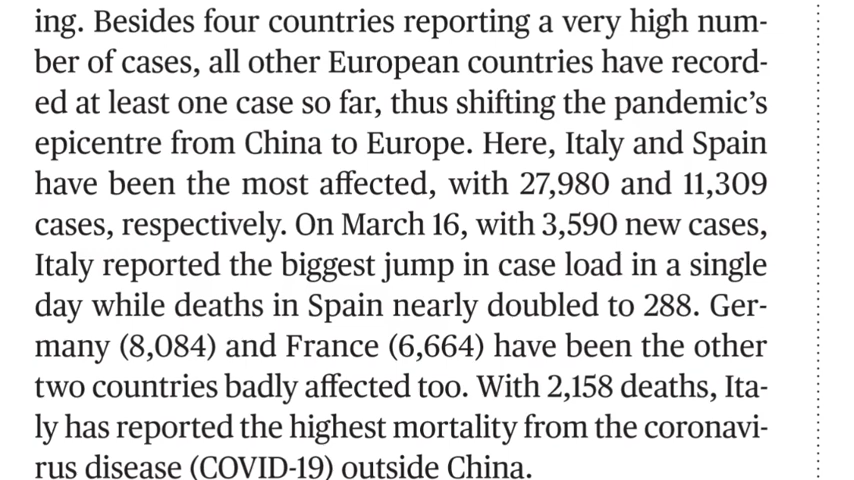 ing. Besides four countries reporting a very high num-
ber of cases, all other European countries have record-
ed at least one case so far, thus shifting the pandemic’s
epicentre from China to Europe. Here, Italy and Spain
have been the most affected, with 27,980 and 11,309
cases, respectively. On March 16, with 3,590 new cases,
Italy reported the biggest jump in case load in a single
day while deaths in Spain nearly doubled to 288. Ger-
many (8,084) and France (6,664) have been the other
two countries badly affected too. With 2,158 deaths, Ita-
ly has reported the highest mortality from the coronavi-
rus disease (COVID-19) outside China.